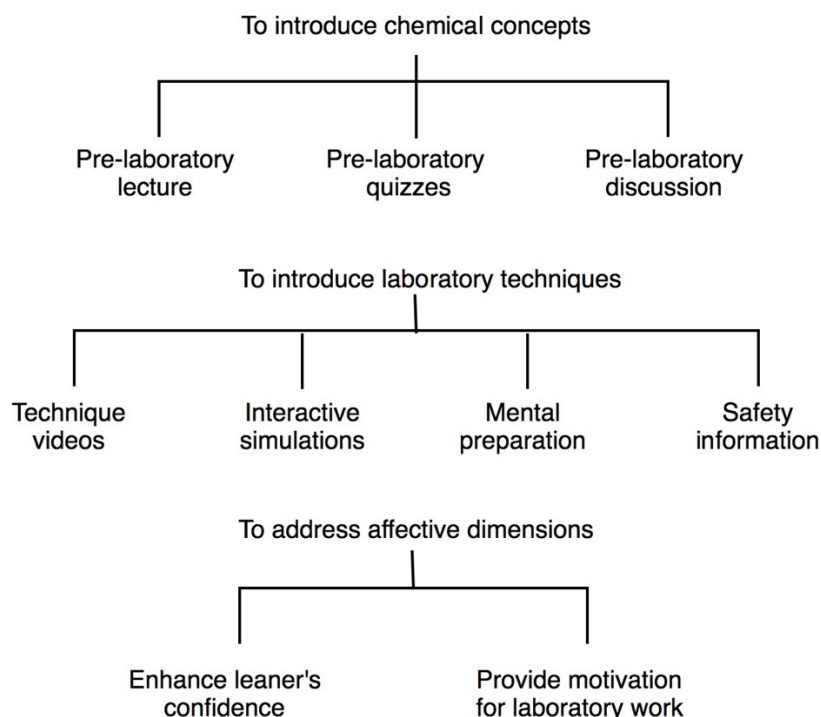 To introduce chemical concepts
Pre-laboratory
lecture
Pre-laboratory
quizzes
Pre-laboratory
discussion
To introduce laboratory techniques
Technique
videos
Interactive
simulations
Mental
preparation
Safety
information
To address affective dimensions
Enhance leaner's
confidence
Provide motivation
for laboratory work